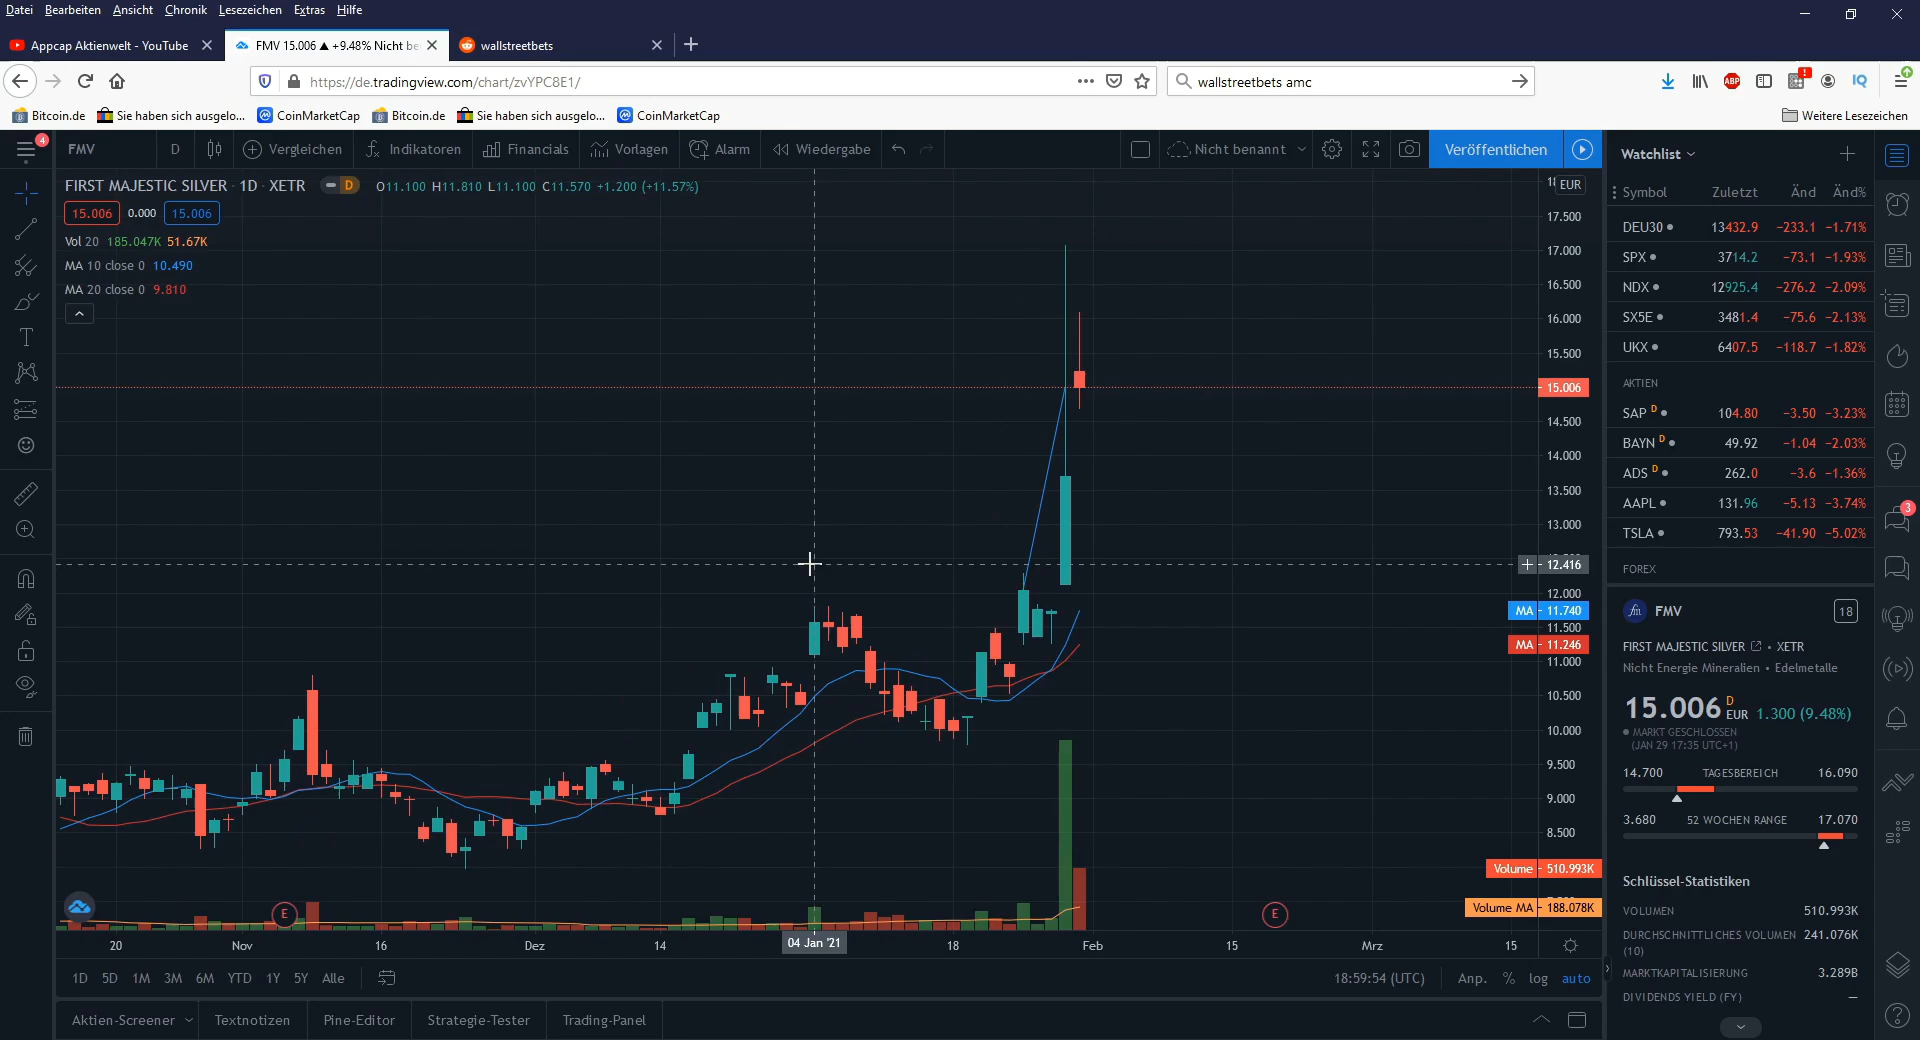 Datei Bearbeiten Ansicht Chronik Lesezeichen Extras Hilfe
Appcap Aktienwelt - YouTube
FMV 15.006 ▲ +9.48% Nicht be
wallstreetbets
https://de.tradingview.com/chart/zvYPC8E1/
wallstreetbets amc
ABP
!
IQ
Bitcoin.de Sie haben sich ausgelo... CoinMarketCap Bitcoin.de Sie haben sich ausgelo... CoinMarketCap Weitere Lesezeichen
4
FMV D Vergleichen Indikatoren Financials Vorlagen Alarm Wiedergabe Nicht benannt Veröffentlichen
FIRST MAJESTIC SILVER · 1D · XETR D O11.100 H11.810 L11.100 C11.570 +1.200 (+11.57%)
15.006 0.000 15.006
Vol 20 185.047K 51.67K
MA 10 close 0 10.490
MA 20 close 0 9.810
EUR
17.500
17.000
16.500
16.000
15.500
15.006
14.500
14.000
13.500
13.000
12.416
12.000
MA 11.740
11.500
MA 11.246
11.000
10.500
10.000
9.500
9.000
8.500
Volume 510.993K
Volume MA 188.078K
E
E
20 Nov 16 Dez 14 04 Jan '21 18 Feb 15 Mrz 15
1D 5D 1M 3M 6M YTD 1Y 5Y Alle
18:59:54 (UTC) Anp. % log auto
Aktien-Screener Textnotizen Pine-Editor Strategie-Tester Trading-Panel
Watchlist
Symbol Zuletzt Änd Änd%
DEU30 13432.9 −233.1 −1.71%
SPX 3714.2 −73.1 −1.93%
NDX 12925.4 −276.2 −2.09%
SX5E 3481.4 −75.6 −2.13%
UKX 6407.5 −118.7 −1.82%
AKTIEN
SAP D 104.80 −3.50 −3.23%
BAYN D 49.92 −1.04 −2.03%
ADS D 262.0 −3.6 −1.36%
AAPL 131.96 −5.13 −3.74%
TSLA 793.53 −41.90 −5.02%
FOREX
FMV
18
FIRST MAJESTIC SILVER • XETR
Nicht Energie Mineralien • Edelmetalle
15.006 D EUR 1.300 (9.48%)
MARKT GESCHLOSSEN
(JAN 29 17:35 UTC+1)
14.700 TAGESBEREICH 16.090
3.680 52 WOCHEN RANGE 17.070
Schlüssel-Statistiken
VOLUMEN 510.993K
DURCHSCHNITTLICHES VOLUMEN 241.076K
(10)
MARKTKAPITALISIERUNG 3.289B
DIVIDENDS YIELD (FY) —
3